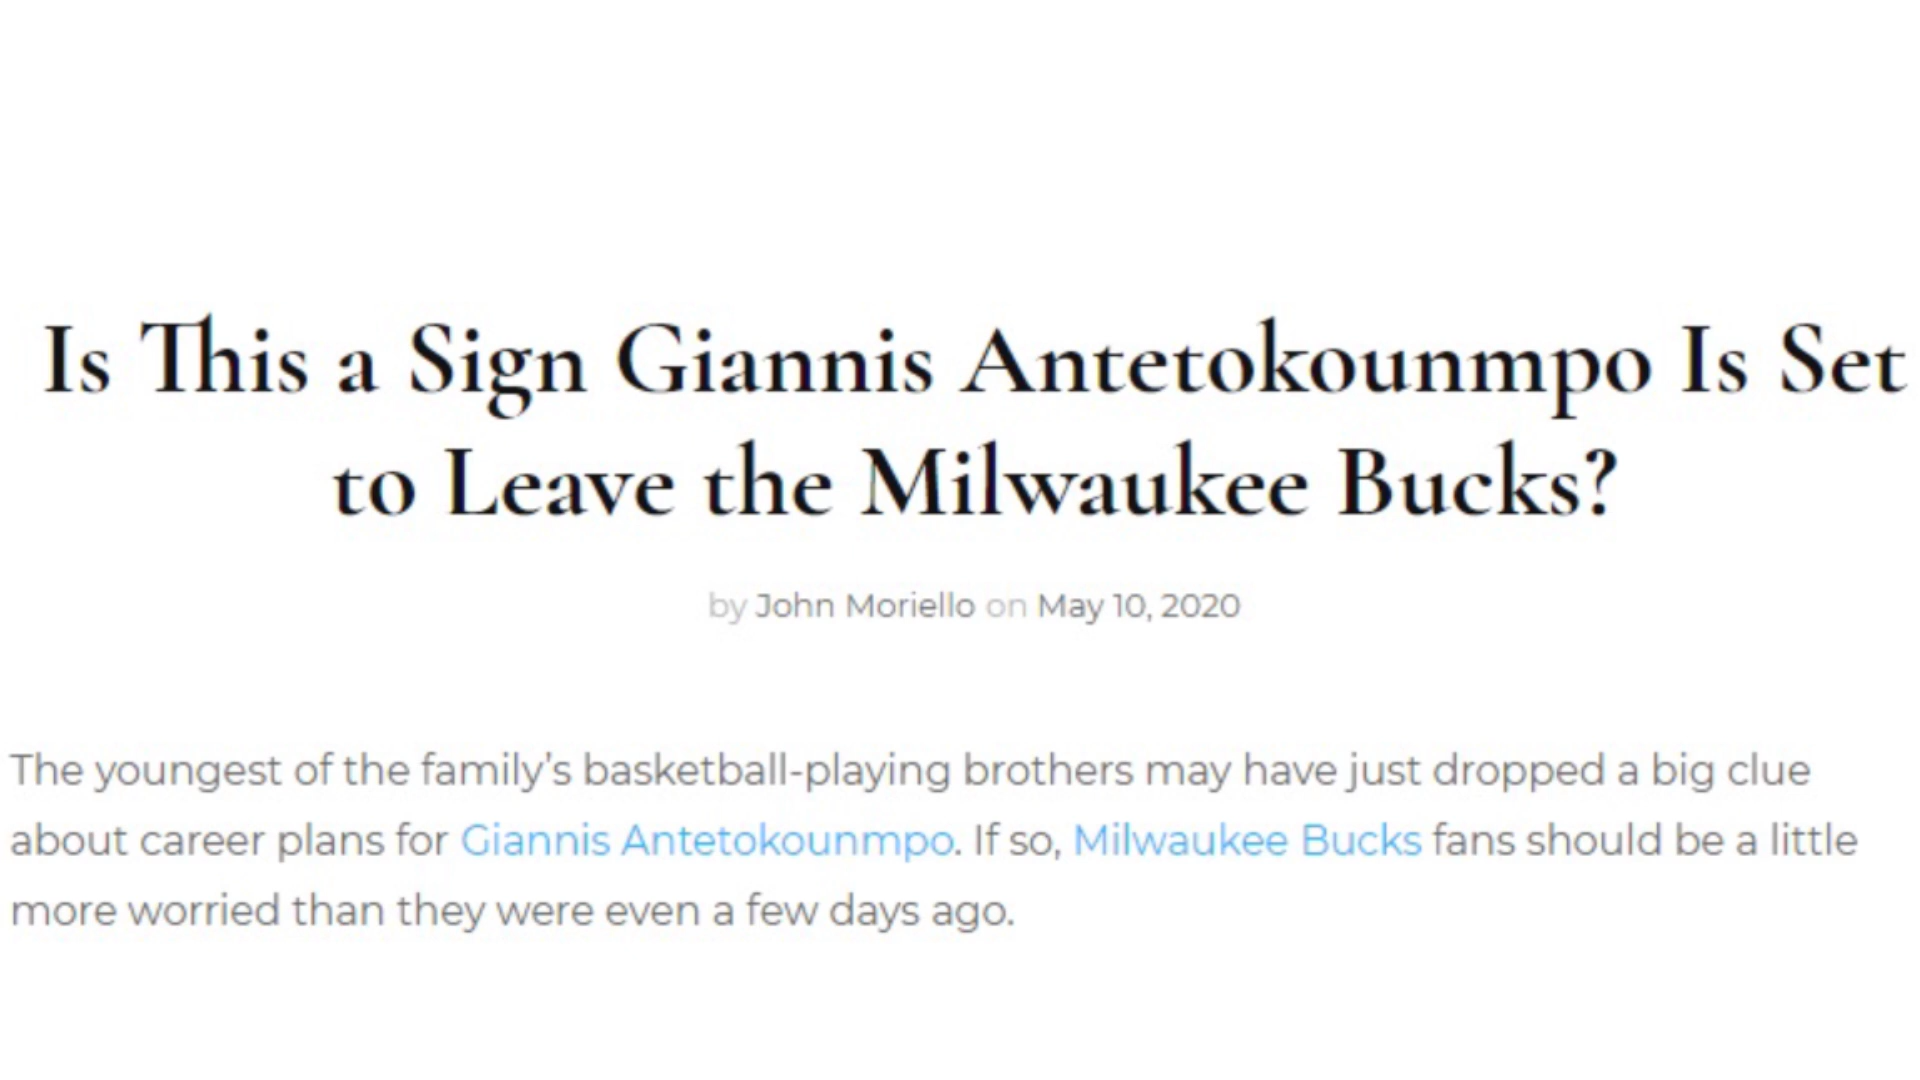 Is This a Sign Giannis Antetokounmpo Is Set
to Leave the Milwaukee Bucks?
by John Moriello on May 10, 2020
The youngest of the family’s basketball-playing brothers may have just dropped a big clue
about career plans for Giannis Antetokounmpo. If so, Milwaukee Bucks fans should be a little
more worried than they were even a few days ago.